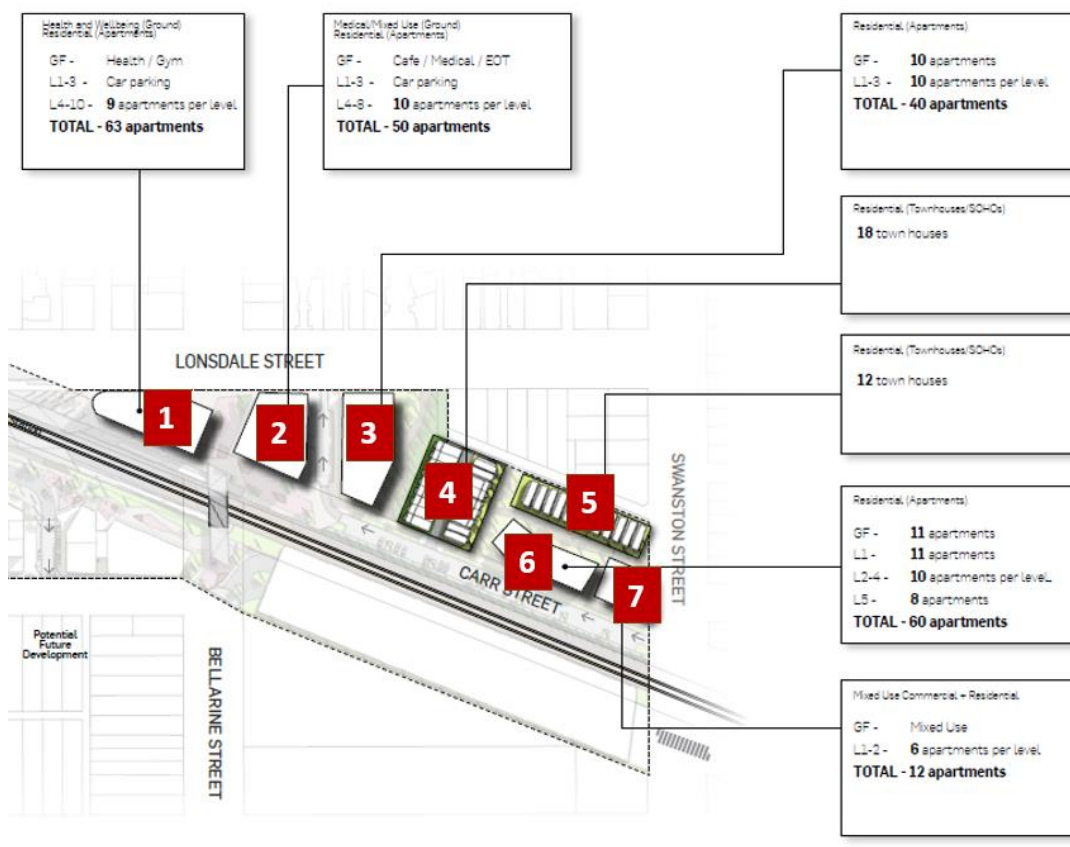 Health and Wellbeing (Ground)
Residential (Apartments)
GF - Health / Gym
L1-3 - Car parking
L4-10 - 9 apartments per level
TOTAL - 63 apartments
Medical/Mixed Use (Ground)
Residential (Apartments)
GF - Cafe / Medical / EOT
L1-3 - Car parking
L4-8 - 10 apartments per level
TOTAL - 50 apartments
Residential (Apartments)
GF - 10 apartments
L1-3 - 10 apartments
TOTAL - 40 apartments
Residential (Townhouses/SOHOs)
18 town houses
Residential (Townhouses/SOHOs)
12 town houses
Residential (Apartments)
GF - 11 apartments
L1 - 11 apartments
L2-4 - 10 apartments per level
L5 - 8 apartments
TOTAL - 60 apartments
Mixed Use Commercial + Residential
GF - Mixed Use
L1-2 - 6 apartments per level
TOTAL - 12 apartments
LONSDALE STREET
1
2
3
4
5
6
7
SWANSTON STREET
CARR STREET
Potential
Future
Development
BELLARINE STREET